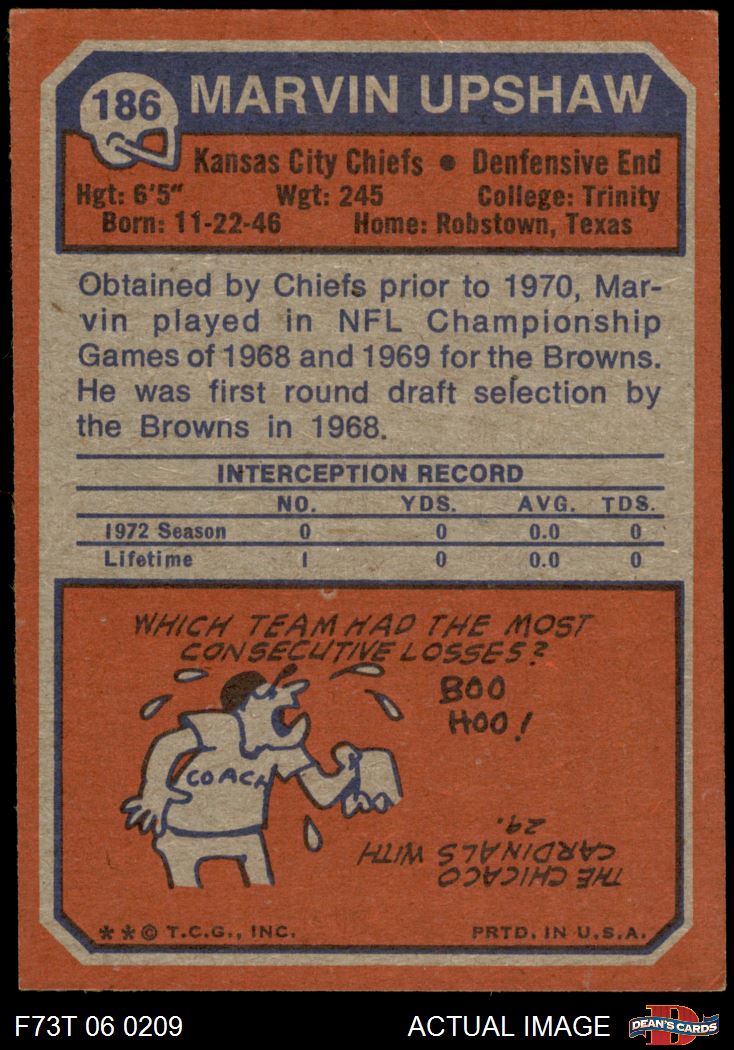 186 MARVIN UPSHAW
Kansas City Chiefs • Denfensive End
Hgt: 6'5" Wgt: 245 College: Trinity
Born: 11-22-46 Home: Robstown, Texas
Obtained by Chiefs prior to 1970, Mar-
vin played in NFL Championship
Games of 1968 and 1969 for the Browns.
He was first round draft selection by
the Browns in 1968.
INTERCEPTION RECORD
NO. YDS. AVG. TDS.
1972 Season 0 0 0.0 0
Lifetime 1 0 0.0 0
WHICH TEAM HAD THE MOST
CONSECUTIVE LOSSES?
BOO
HOO!
COACH
THE CHICAGO
CARDINALS WITH
29.
**© T.C.G., INC. PRTD. IN U.S.A.
F73T 06 0209 ACTUAL IMAGE DEAN'S CARDS